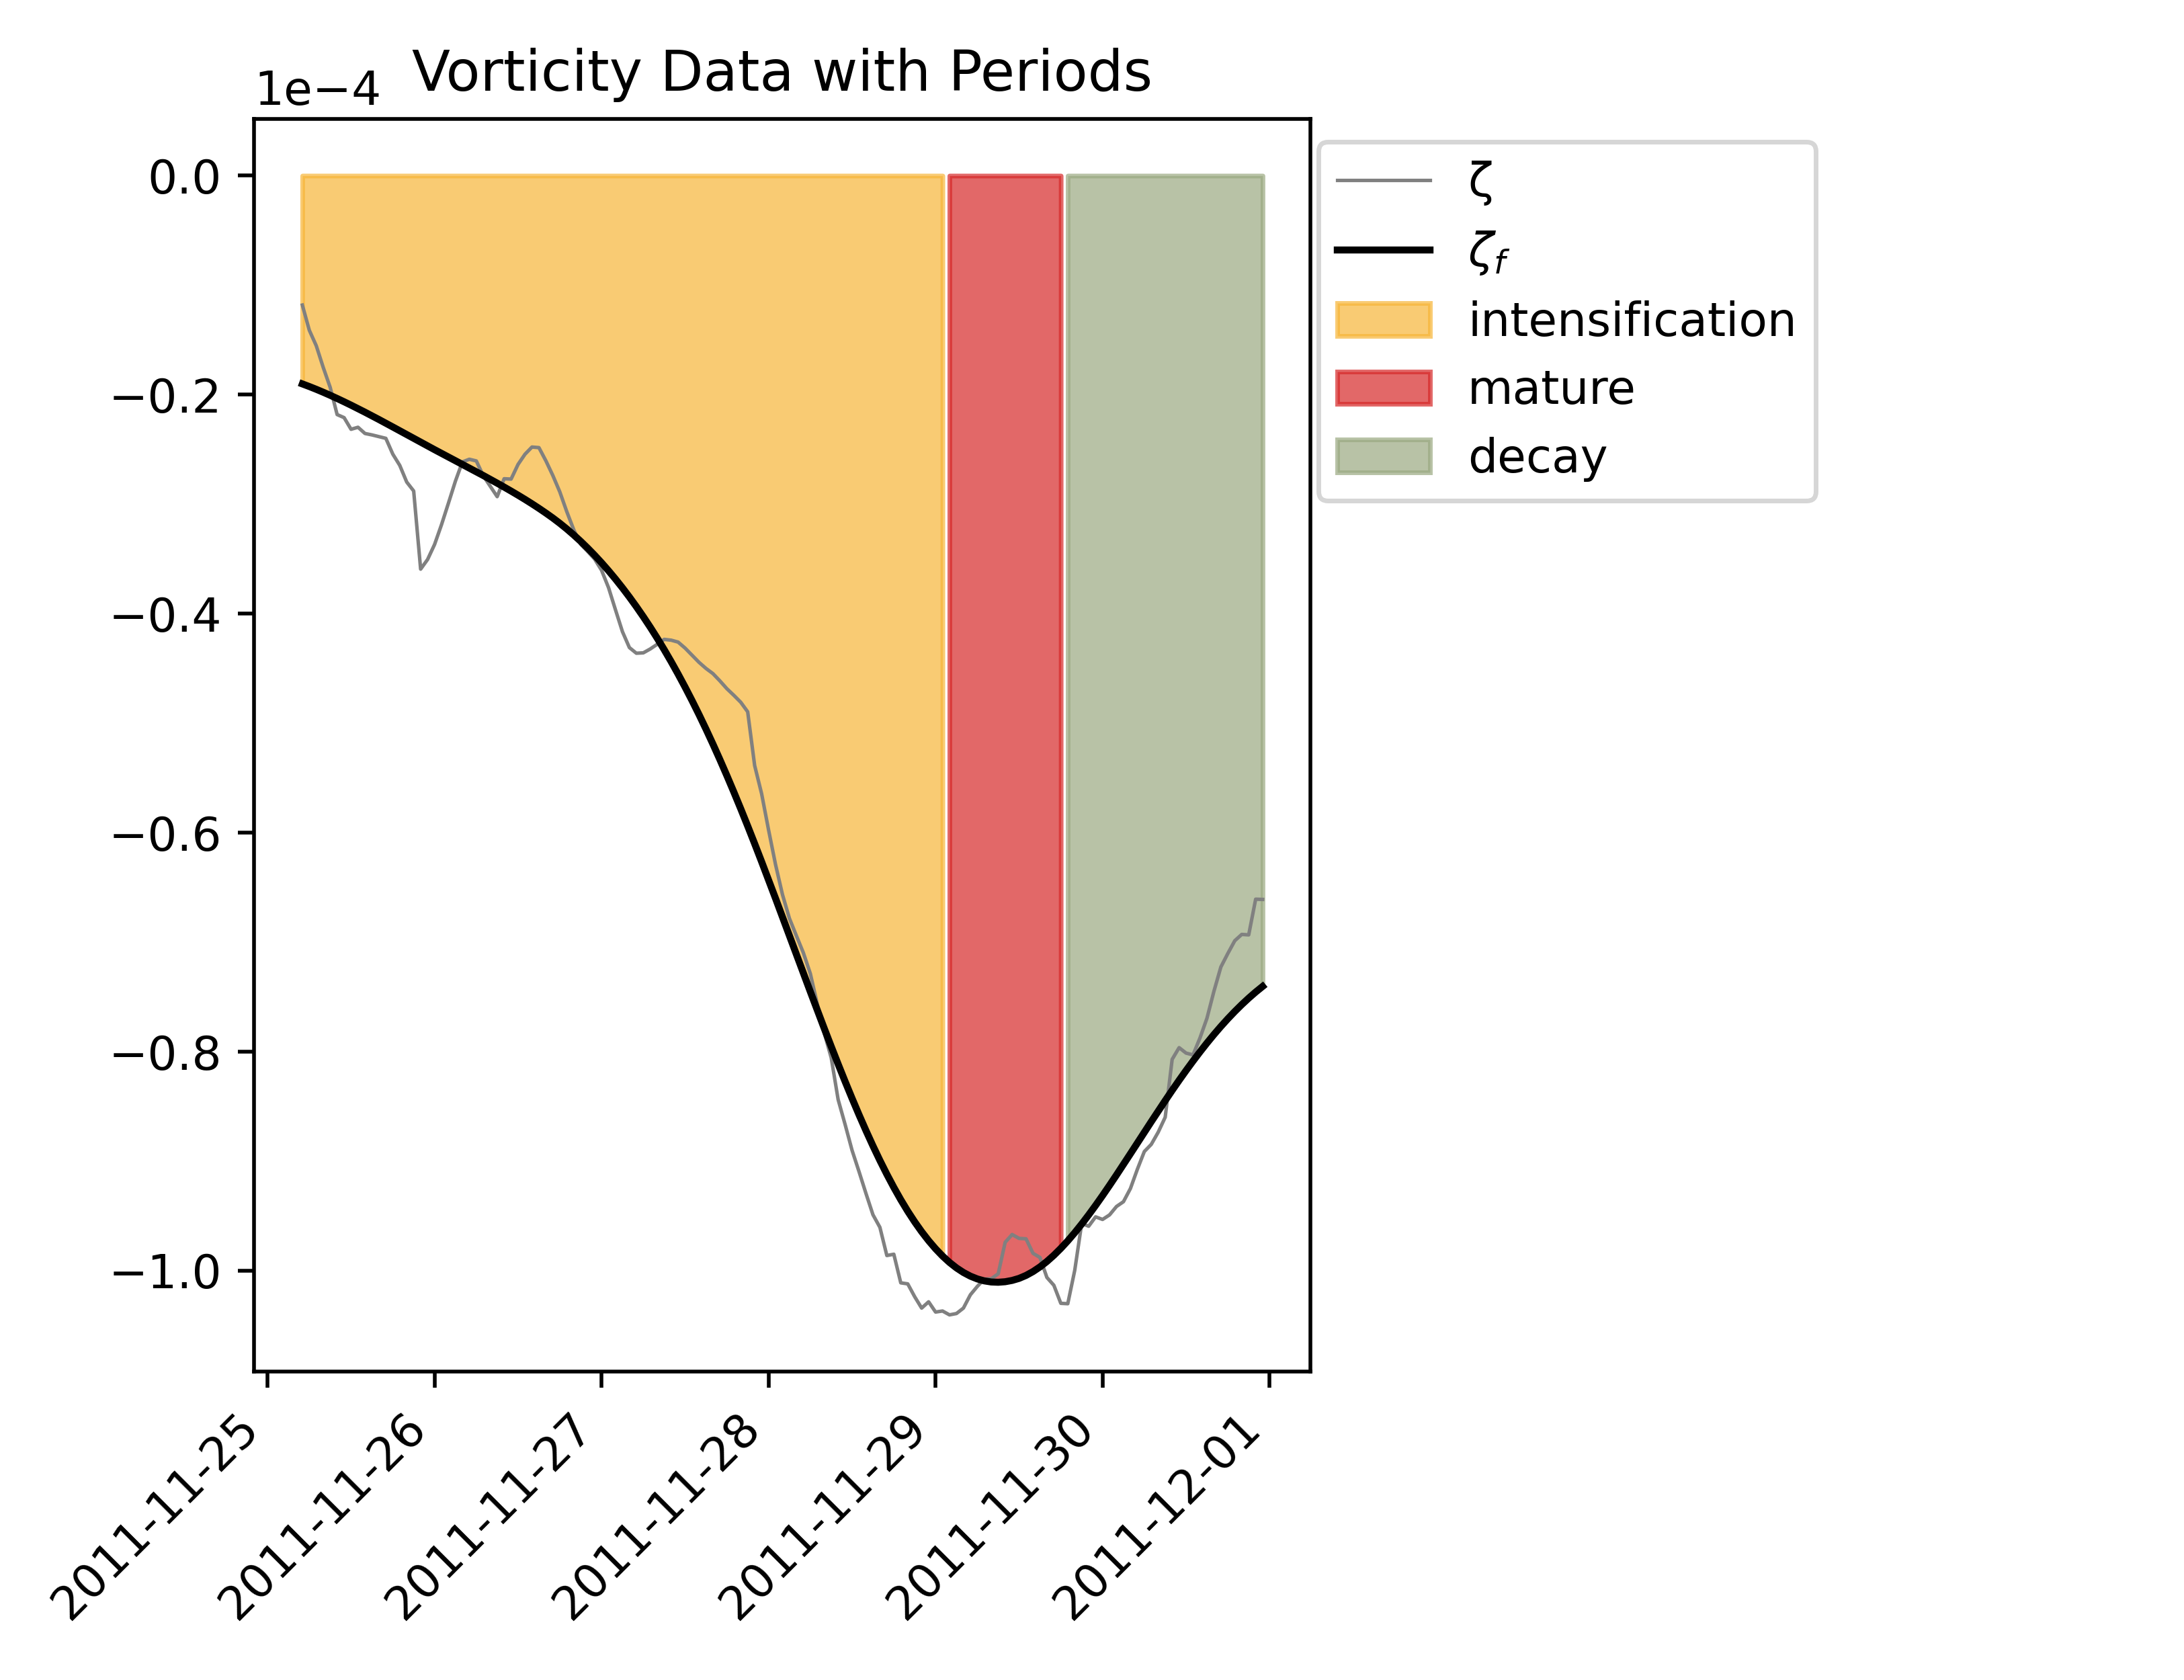 Vorticity Data with Periods
1e−4
0.0
−0.2
−0.4
−0.6
−0.8
−1.0
2011-11-25
2011-11-26
2011-11-27
2011-11-28
2011-11-29
2011-11-30
2011-12-01
ζ
ζf
intensification
mature
decay